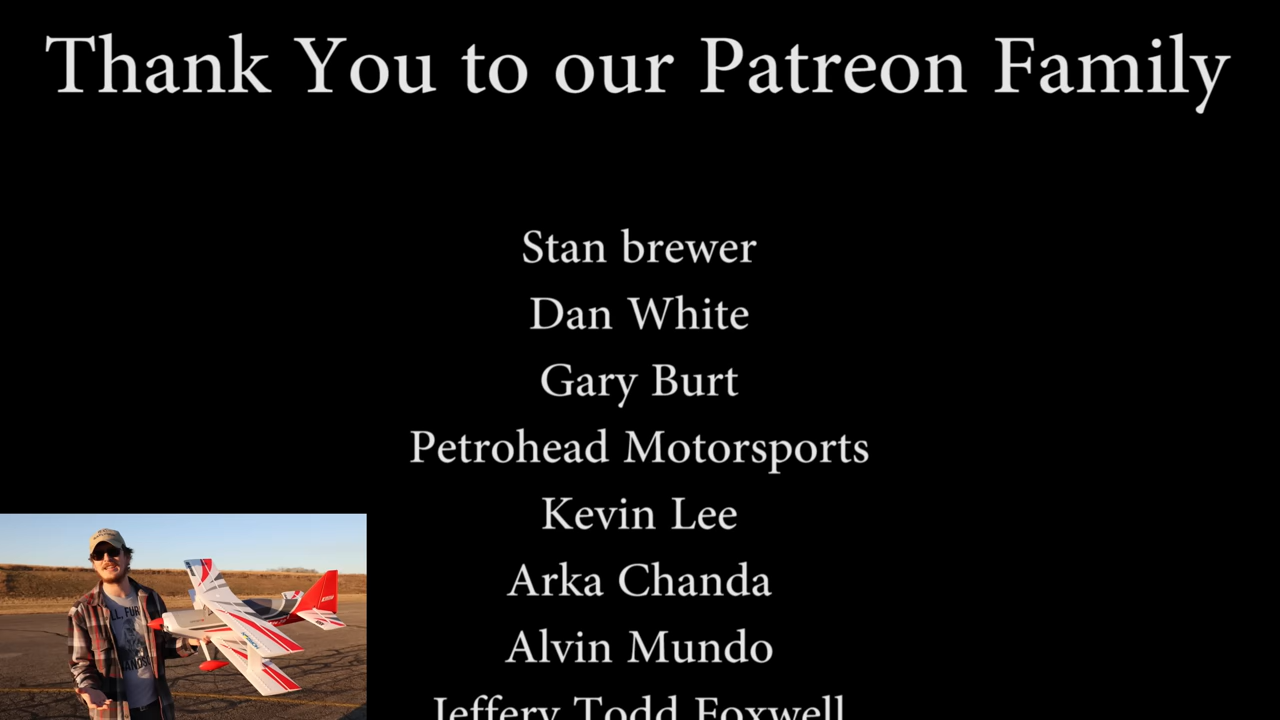 Thank You to our Patreon Family
Stan brewer
Dan White
Gary Burt
Petrohead Motorsports
Kevin Lee
Arka Chanda
Alvin Mundo
Jeffery Todd Foxwell